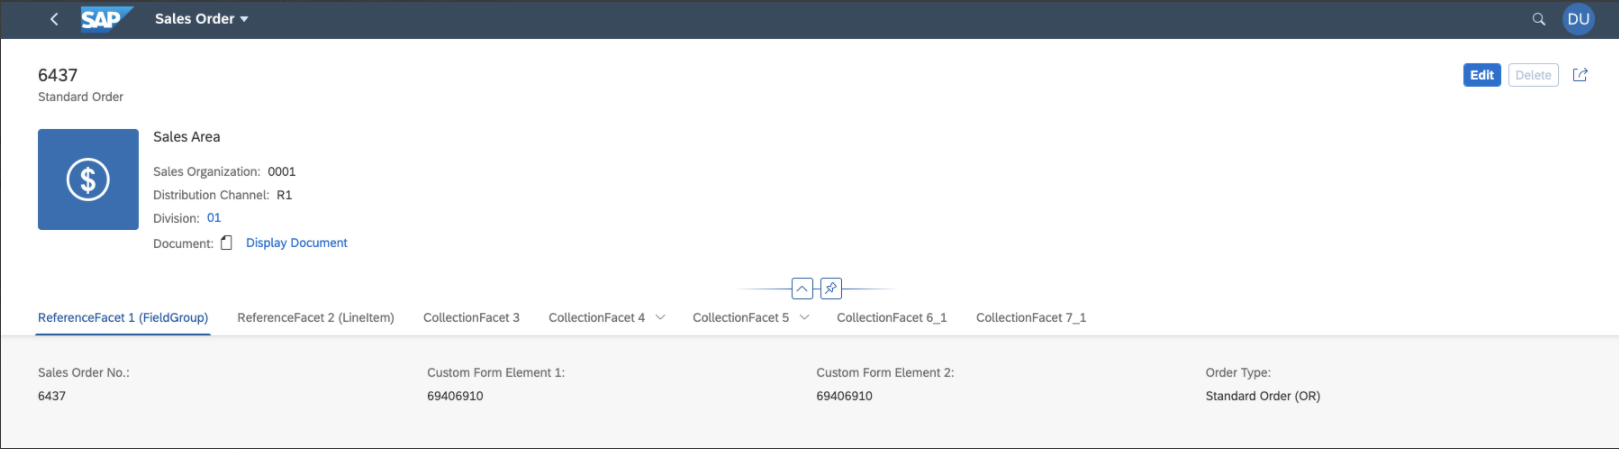 SAP Sales Order DU
6437
Edit Delete
Standard Order
Sales Area
$
Sales Organization: 0001
Distribution Channel: R1
Division: 01
Document: Display Document
ReferenceFacet 1 (FieldGroup) ReferenceFacet 2 (LineItem) CollectionFacet 3 CollectionFacet 4 CollectionFacet 5 CollectionFacet 6_1 CollectionFacet 7_1
Sales Order No.: Custom Form Element 1: Custom Form Element 2: Order Type:
6437 69406910 69406910 Standard Order (OR)